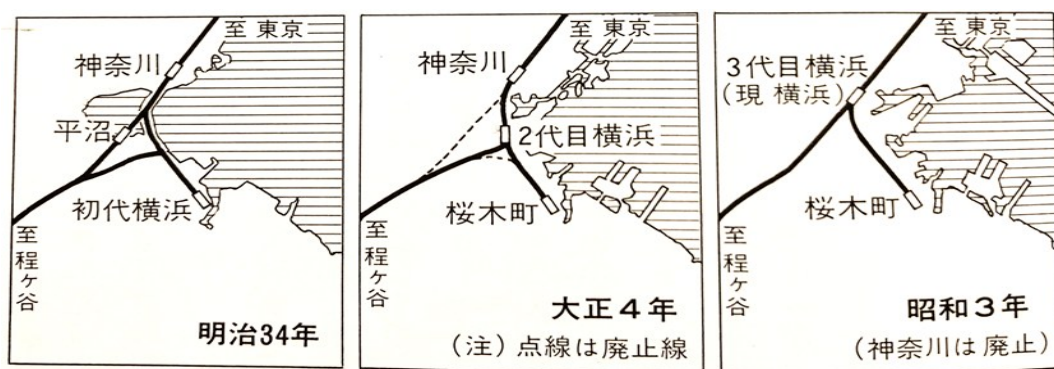 至 東京
神奈川
平沼
初代横浜
至程ヶ谷
明治34年
至 東京
神奈川
2代目横浜
桜木町
至程ヶ谷
大正4年
(注)点線は廃止線
至 東京
3代目横浜
(現 横浜)
桜木町
至程ヶ谷
昭和3年
(神奈川は廃止)